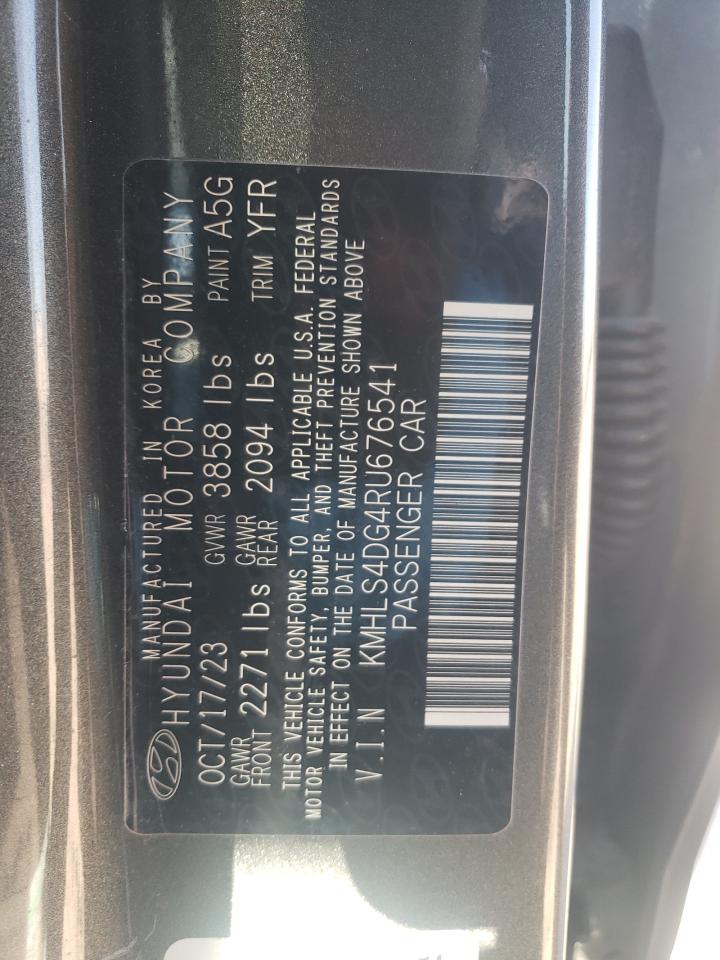 MANUFACTURED IN KOREA BY
HYUNDAI MOTOR COMPANY
OCT/17/23 GVWR 3858 lbs PAINT A5G
GAWR FRONT 2271 lbs GAWR REAR 2094 lbs TRIM YFR
THIS VEHICLE CONFORMS TO ALL APPLICABLE U.S.A. FEDERAL
MOTOR VEHICLE SAFETY, BUMPER, AND THEFT PREVENTION STANDARDS
IN EFFECT ON THE DATE OF MANUFACTURE SHOWN ABOVE
V.I.N KMHLS4DG4RU676541
PASSENGER CAR